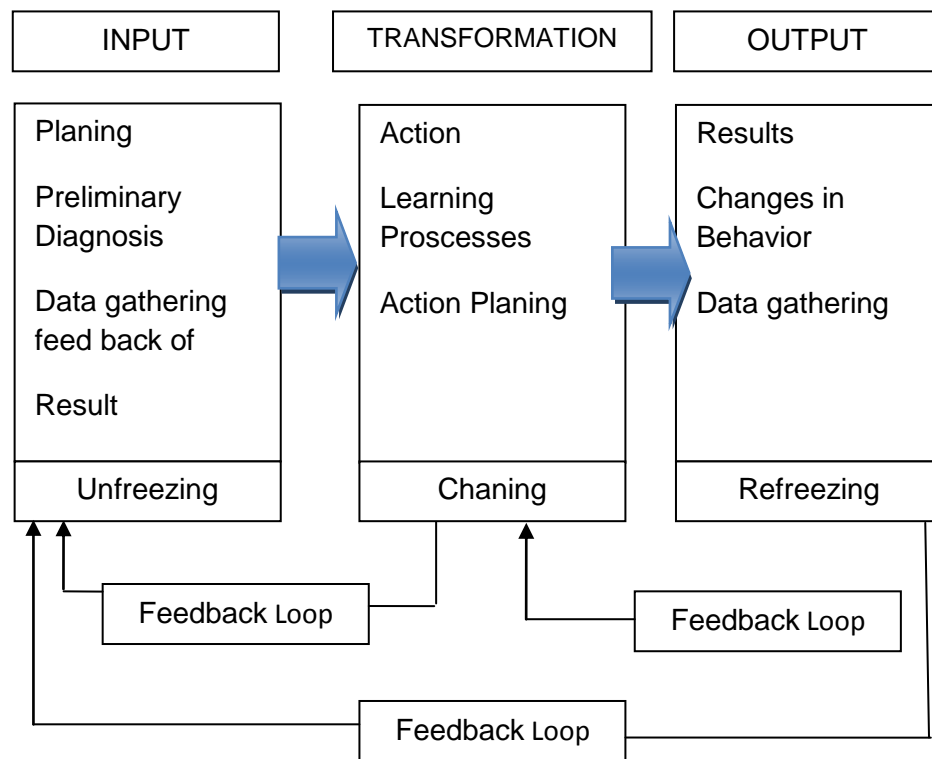 INPUT
TRANSFORMATION
OUTPUT
Planing
Preliminary
Diagnosis
Data gathering
feed back of
Result
Unfreezing
Action
Learning
Proscesses
Action Planing
Chaning
Results
Changes in
Behavior
Data gathering
Refreezing
Feedback Loop
Feedback Loop
Feedback Loop